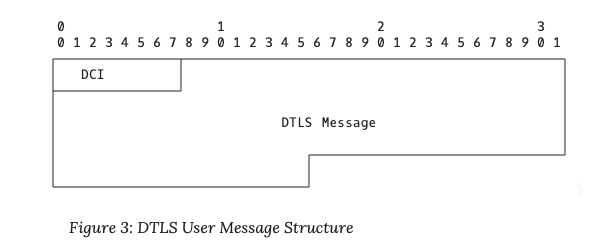 0 1 2 3
0 1 2 3 4 5 6 7 8 9 0 1 2 3 4 5 6 7 8 9 0 1 2 3 4 5 6 7 8 9 0 1
DCI
DTLS Message
Figure 3: DTLS User Message Structure